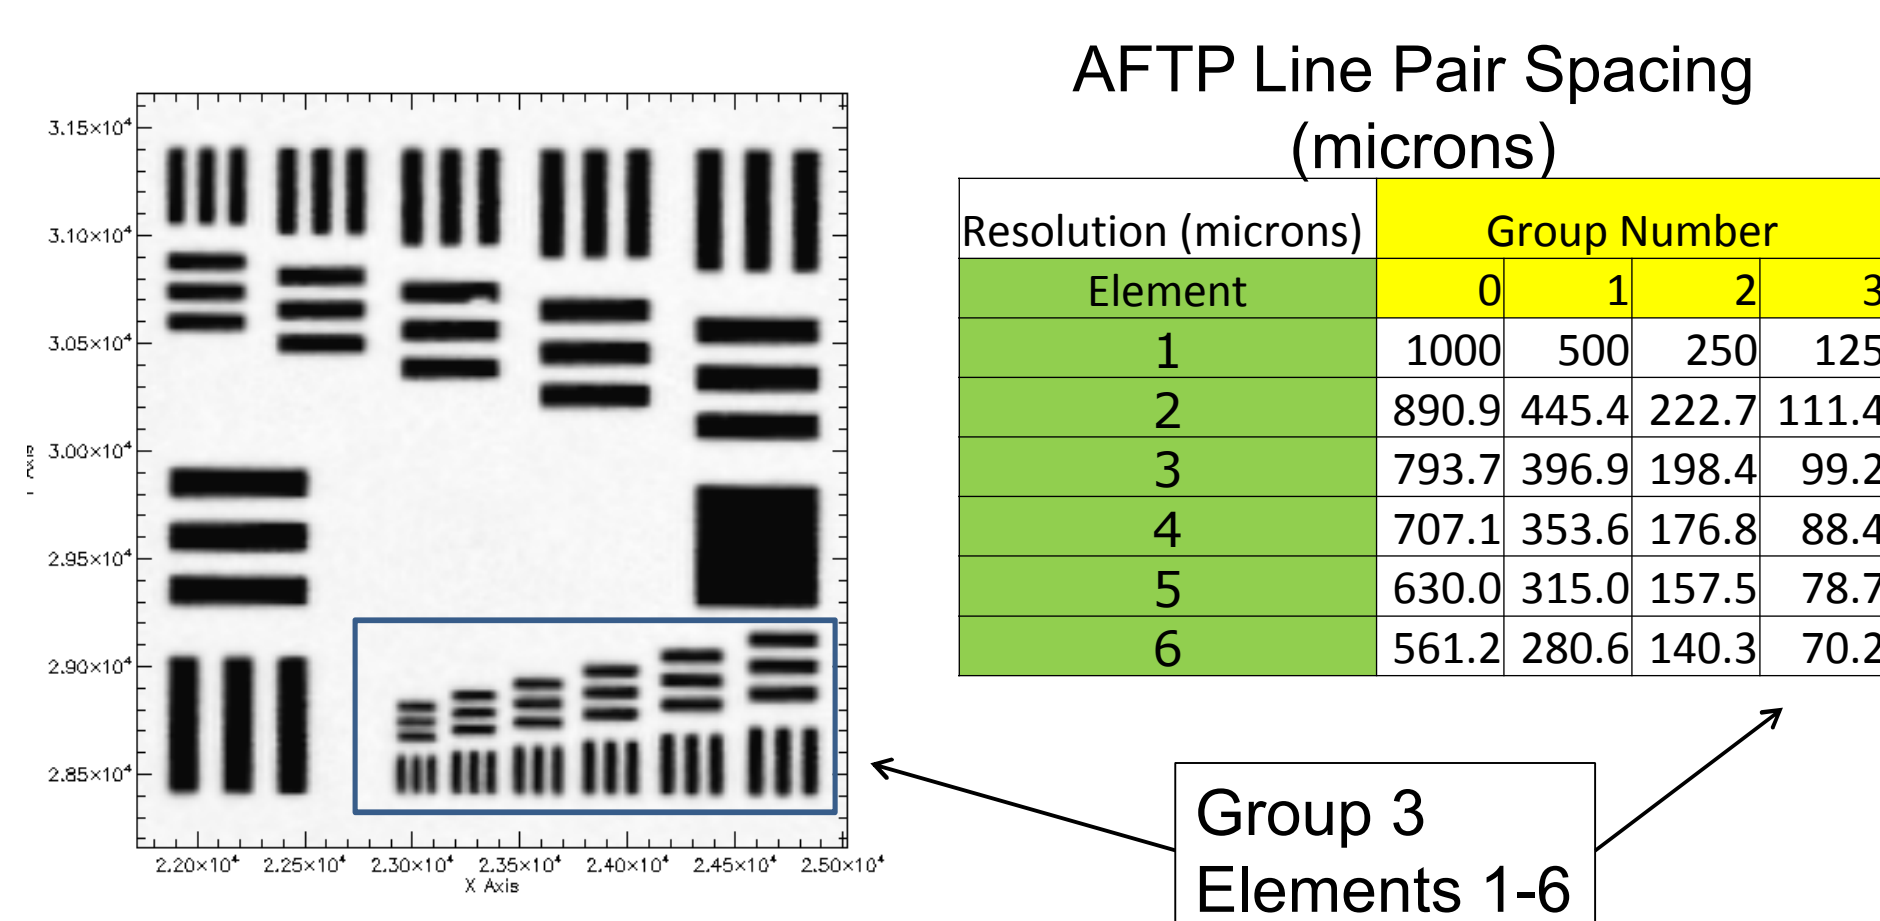 AFTP Line Pair Spacing
(microns)
3.15×10⁴
3.10×10⁴
3.05×10⁴
3.00×10⁴
2.95×10⁴
2.90×10⁴
2.85×10⁴
2.20×10⁴ 2.25×10⁴ 2.30×10⁴ 2.35×10⁴ 2.40×10⁴ 2.45×10⁴ 2.50×10⁴
X Axis
Resolution (microns) Group Number
Element 0 1 2 3
1 1000 500 250 125
2 890.9 445.4 222.7 111.4
3 793.7 396.9 198.4 99.2
4 707.1 353.6 176.8 88.4
5 630.0 315.0 157.5 78.7
6 561.2 280.6 140.3 70.2
Group 3
Elements 1-6